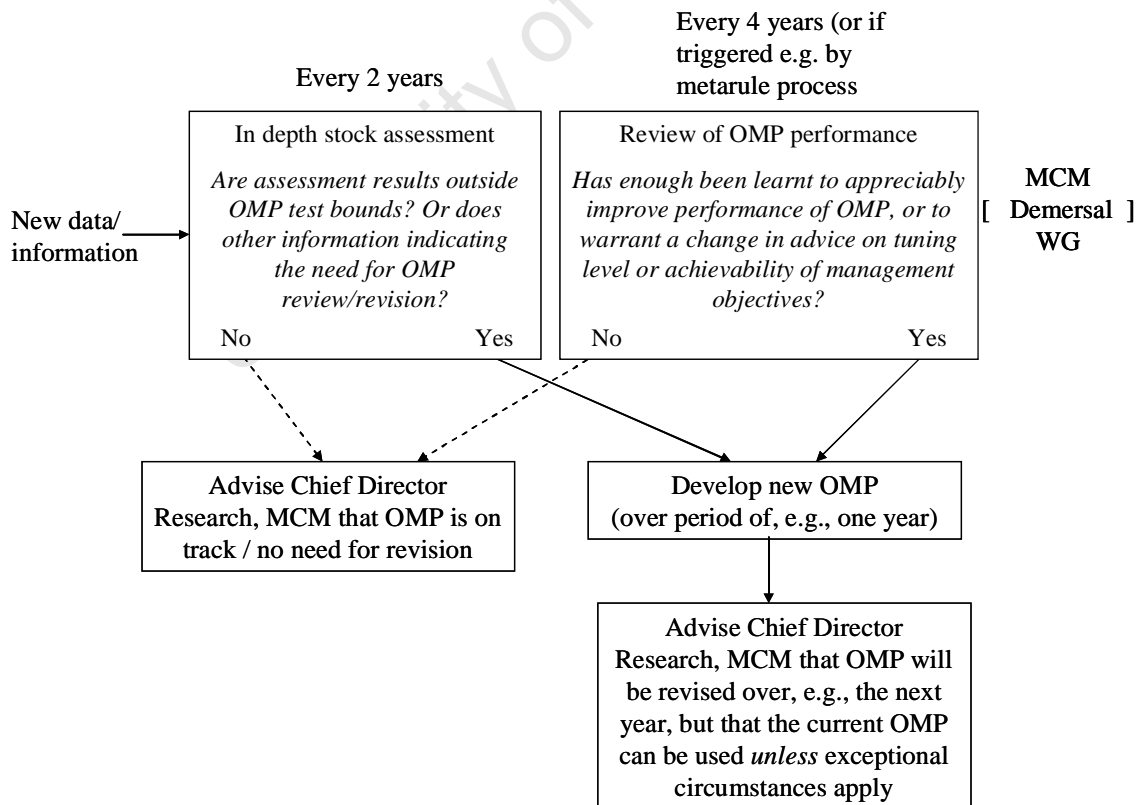 Every 2 years
Every 4 years (or if
triggered e.g. by
metarule process
New data/
information
In depth stock assessment
Are assessment results outside
OMP test bounds? Or does
other information indicating
the need for OMP
review/revision?
No Yes
Review of OMP performance
Has enough been learnt to appreciably
improve performance of OMP, or to
warrant a change in advice on tuning
level or achievability of management
objectives?
No Yes
MCM
[ Demersal ]
WG
Advise Chief Director
Research, MCM that OMP is on
track / no need for revision
Develop new OMP
(over period of, e.g., one year)
Advise Chief Director
Research, MCM that OMP will
be revised over, e.g., the next
year, but that the current OMP
can be used unless exceptional
circumstances apply
ity of